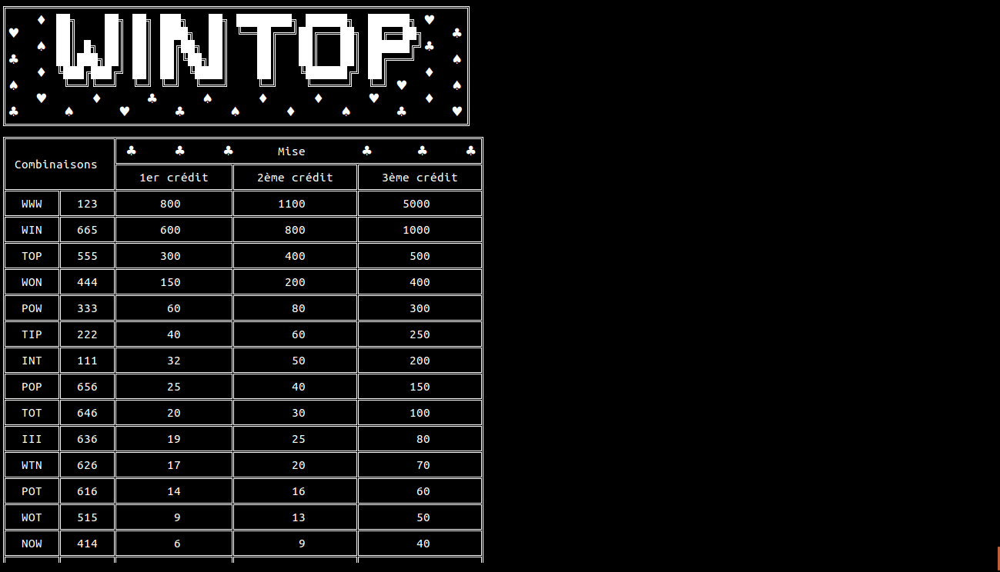 WINTOP
Combinaisons
Mise
1er crédit 2ème crédit 3ème crédit
WWW 123 800 1100 5000
WIN 665 600 800 1000
TOP 555 300 400 500
WON 444 150 200 400
POW 333 60 80 300
TIP 222 40 60 250
INT 111 32 50 200
POP 656 25 40 150
TOT 646 20 30 100
III 636 19 25 80
WTN 626 17 20 70
POT 616 14 16 60
WOT 515 9 13 50
NOW 414 6 9 40